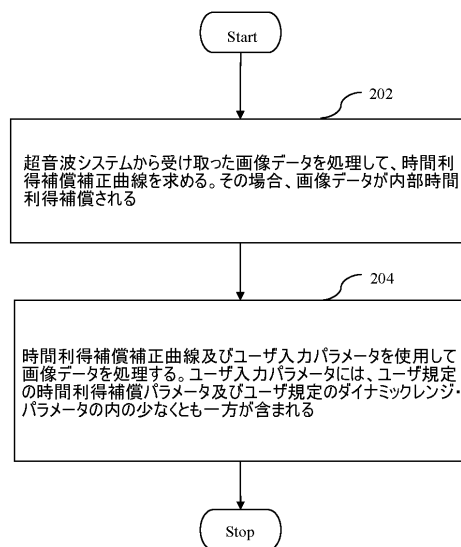 Start
202
超音波システムから受け取った画像データを処理して、時間利
得補償補正曲線を求める。その場合、画像データが内部時間
利得補償される
204
時間利得補償補正曲線及びユーザ入力パラメータを使用して
画像データを処理する。ユーザ入力パラメータには、ユーザ規定
の時間利得補償パラメータ及びユーザ規定のダイナミックレンジ・
パラメータの内の少なくとも一方が含まれる
Stop